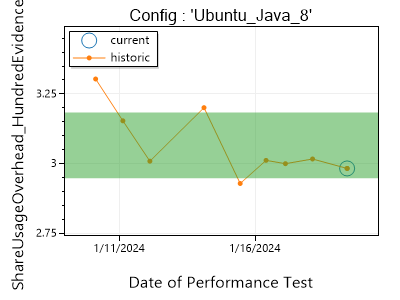 Config : 'Ubuntu_Java_8'
current
historic
ShareUsageOverhead_HundredEvidence
3.25
3
2.75
1/11/2024
1/16/2024
Date of Performance Test